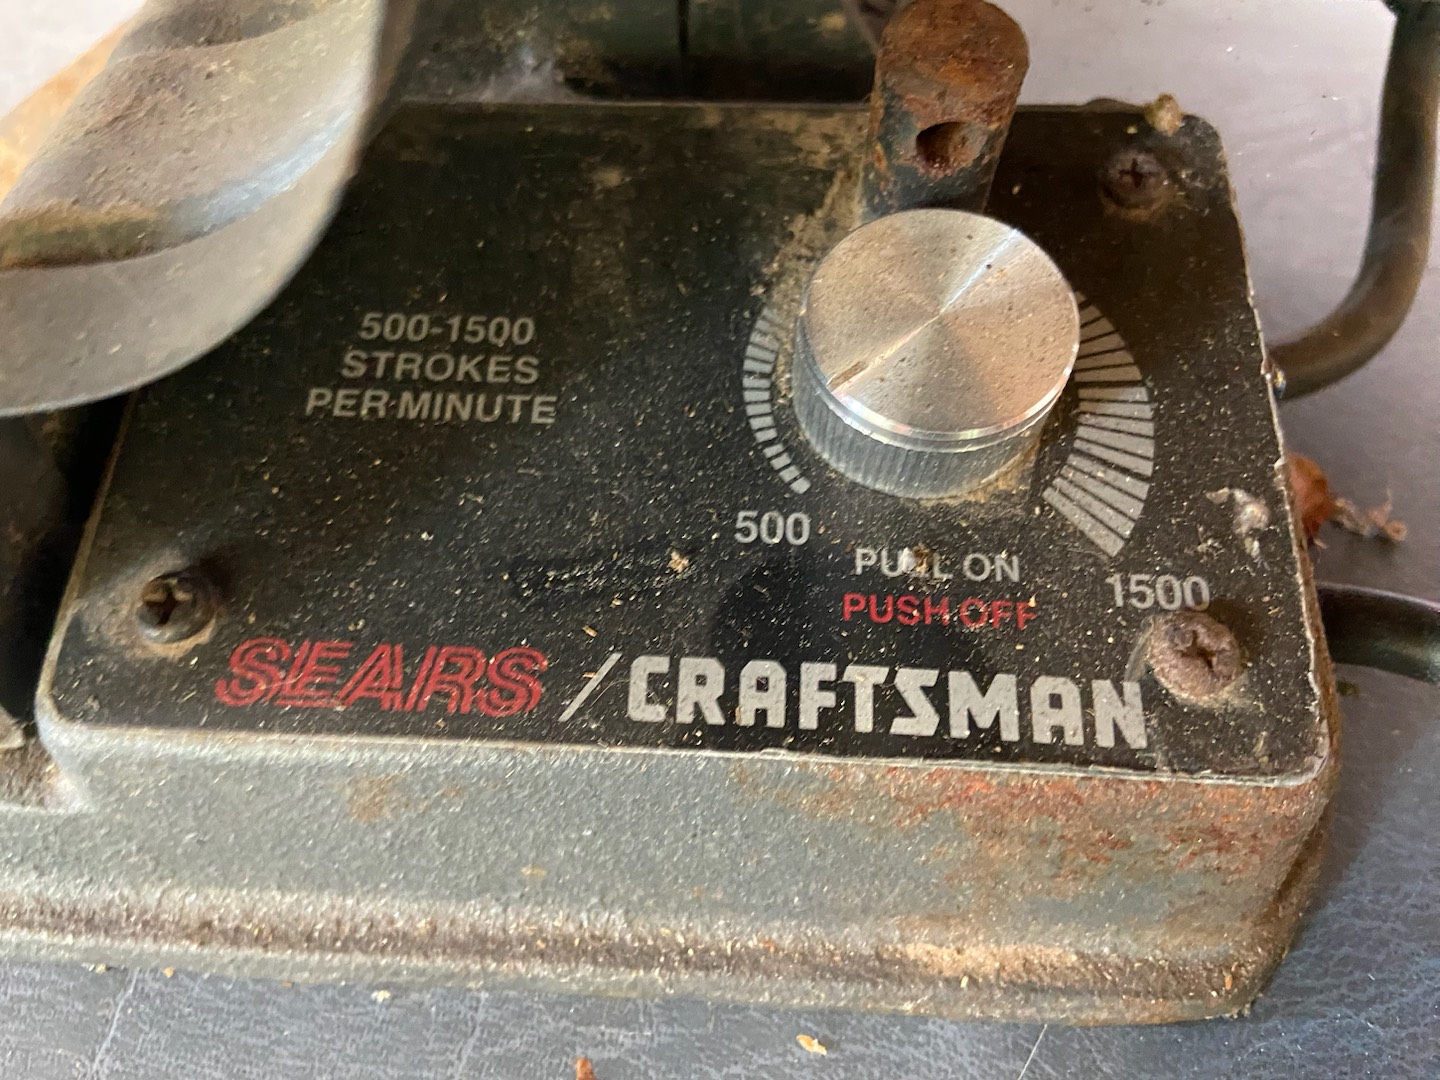 500-1500
STROKES
PER MINUTE
500
PULL ON
1500
PUSH OFF
SEARS / CRAFTSMAN